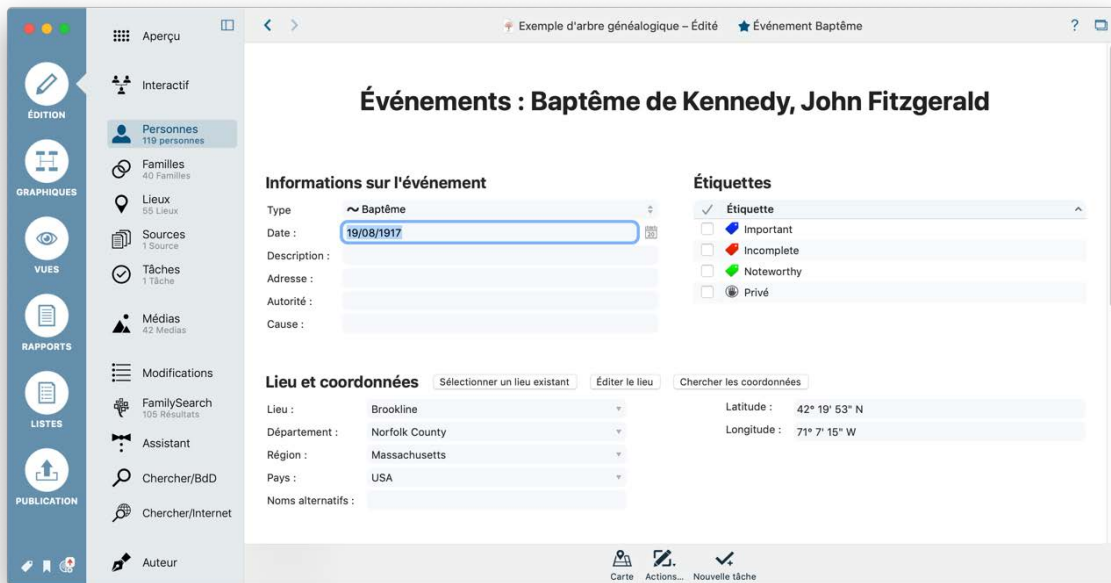 Exemple d'arbre généalogique – Édité
Événement Baptême
?
ÉDITION
GRAPHIQUES
VUES
RAPPORTS
LISTES
PUBLICATION
Aperçu
Interactif
Personnes
119 personnes
Familles
40 Familles
Lieux
55 Lieux
Sources
1 Source
Tâches
1 Tâche
Médias
42 Medias
Modifications
FamilySearch
105 Résultats
Assistant
Chercher/BdD
Chercher/Internet
Auteur
Événements : Baptême de Kennedy, John Fitzgerald
Informations sur l'événement
Type Baptême
Date : 19/08/1917
Description :
Adresse :
Autorité :
Cause :
Étiquettes
Étiquette
Important
Incomplete
Noteworthy
Privé
Lieu et coordonnées Sélectionner un lieu existant Éditer le lieu Chercher les coordonnées
Lieu : Brookline
Département : Norfolk County
Région : Massachusetts
Pays : USA
Noms alternatifs :
Latitude : 42° 19' 53" N
Longitude : 71° 7' 15" W
Carte Actions... Nouvelle tâche